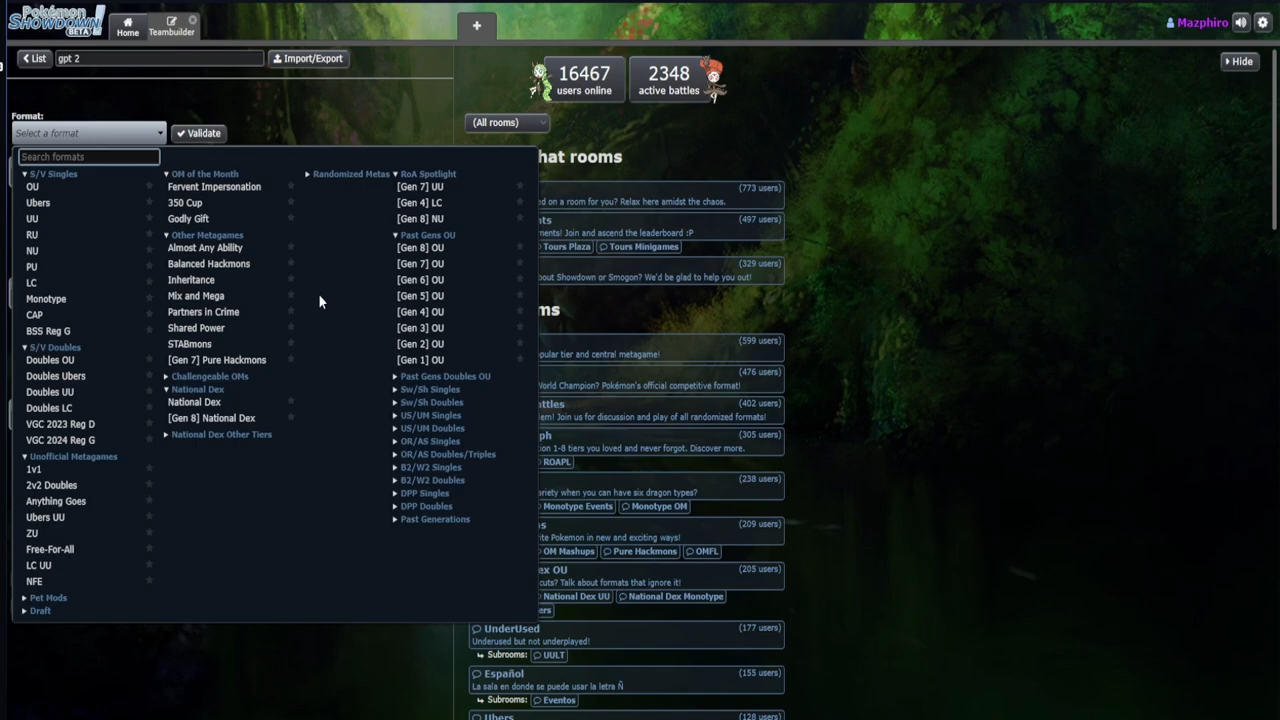 Pokémon
SHOWDOWN!
BETA
Home
Teambuilder
+
Mazphiro
List
gpt 2
Import/Export
16467
users online
2348
active battles
Hide
Format:
Select a format
Validate
(All rooms)
Search formats
S/V Singles
OU
Ubers
UU
RU
NU
PU
LC
Monotype
CAP
BSS Reg G
S/V Doubles
Doubles OU
Doubles Ubers
Doubles UU
Doubles LC
VGC 2023 Reg D
VGC 2024 Reg G
Unofficial Metagames
1v1
2v2 Doubles
Anything Goes
Ubers UU
ZU
Free-For-All
LC UU
NFE
Pet Mods
Draft
OM of the Month
Fervent Impersonation
350 Cup
Godly Gift
Other Metagames
Almost Any Ability
Balanced Hackmons
Inheritance
Mix and Mega
Partners in Crime
Shared Power
STABmons
[Gen 7] Pure Hackmons
Challengeable OMs
National Dex
National Dex
[Gen 8] National Dex
National Dex Other Tiers
Randomized Metas
RoA Spotlight
[Gen 7] UU
[Gen 4] LC
[Gen 8] NU
Past Gens OU
[Gen 8] OU
[Gen 7] OU
[Gen 6] OU
[Gen 5] OU
[Gen 4] OU
[Gen 3] OU
[Gen 2] OU
[Gen 1] OU
Past Gens Doubles OU
Sw/Sh Singles
Sw/Sh Doubles
US/UM Singles
US/UM Doubles
OR/AS Singles
OR/AS Doubles/Triples
B2/W2 Singles
B2/W2 Doubles
DPP Singles
DPP Doubles
Past Generations
hat rooms
(773 users)
ed on a room for you? Relax here amidst the chaos.
nts (497 users)
ments! Join and ascend the leaderboard :P
Tours Plaza Tours Minigames
(329 users)
bout Showdown or Smogon? We'd be glad to help you out!
ms
(599 users)
opular tier and central metagame!
(476 users)
World Champion? Pokémon's official competitive format!
ttles (402 users)
em! Join us for discussion and play of all randomized formats!
ph (305 users)
ion 1-8 tiers you loved and never forgot. Discover more.
ROAPL
(238 users)
variety when you can have six dragon types?
Monotype Events Monotype OM
s (209 users)
rite Pokemon in new and exciting ways!
OM Mashups Pure Hackmons OMFL
ex OU (205 users)
cuts? Talk about formats that ignore it!
National Dex UU National Dex Monotype
ers
UnderUsed (177 users)
Underused but not underplayed!
Subrooms: UULT
Español (155 users)
La sala en donde se puede usar la letra Ñ
Subrooms: Eventos
Ubers (128 users)